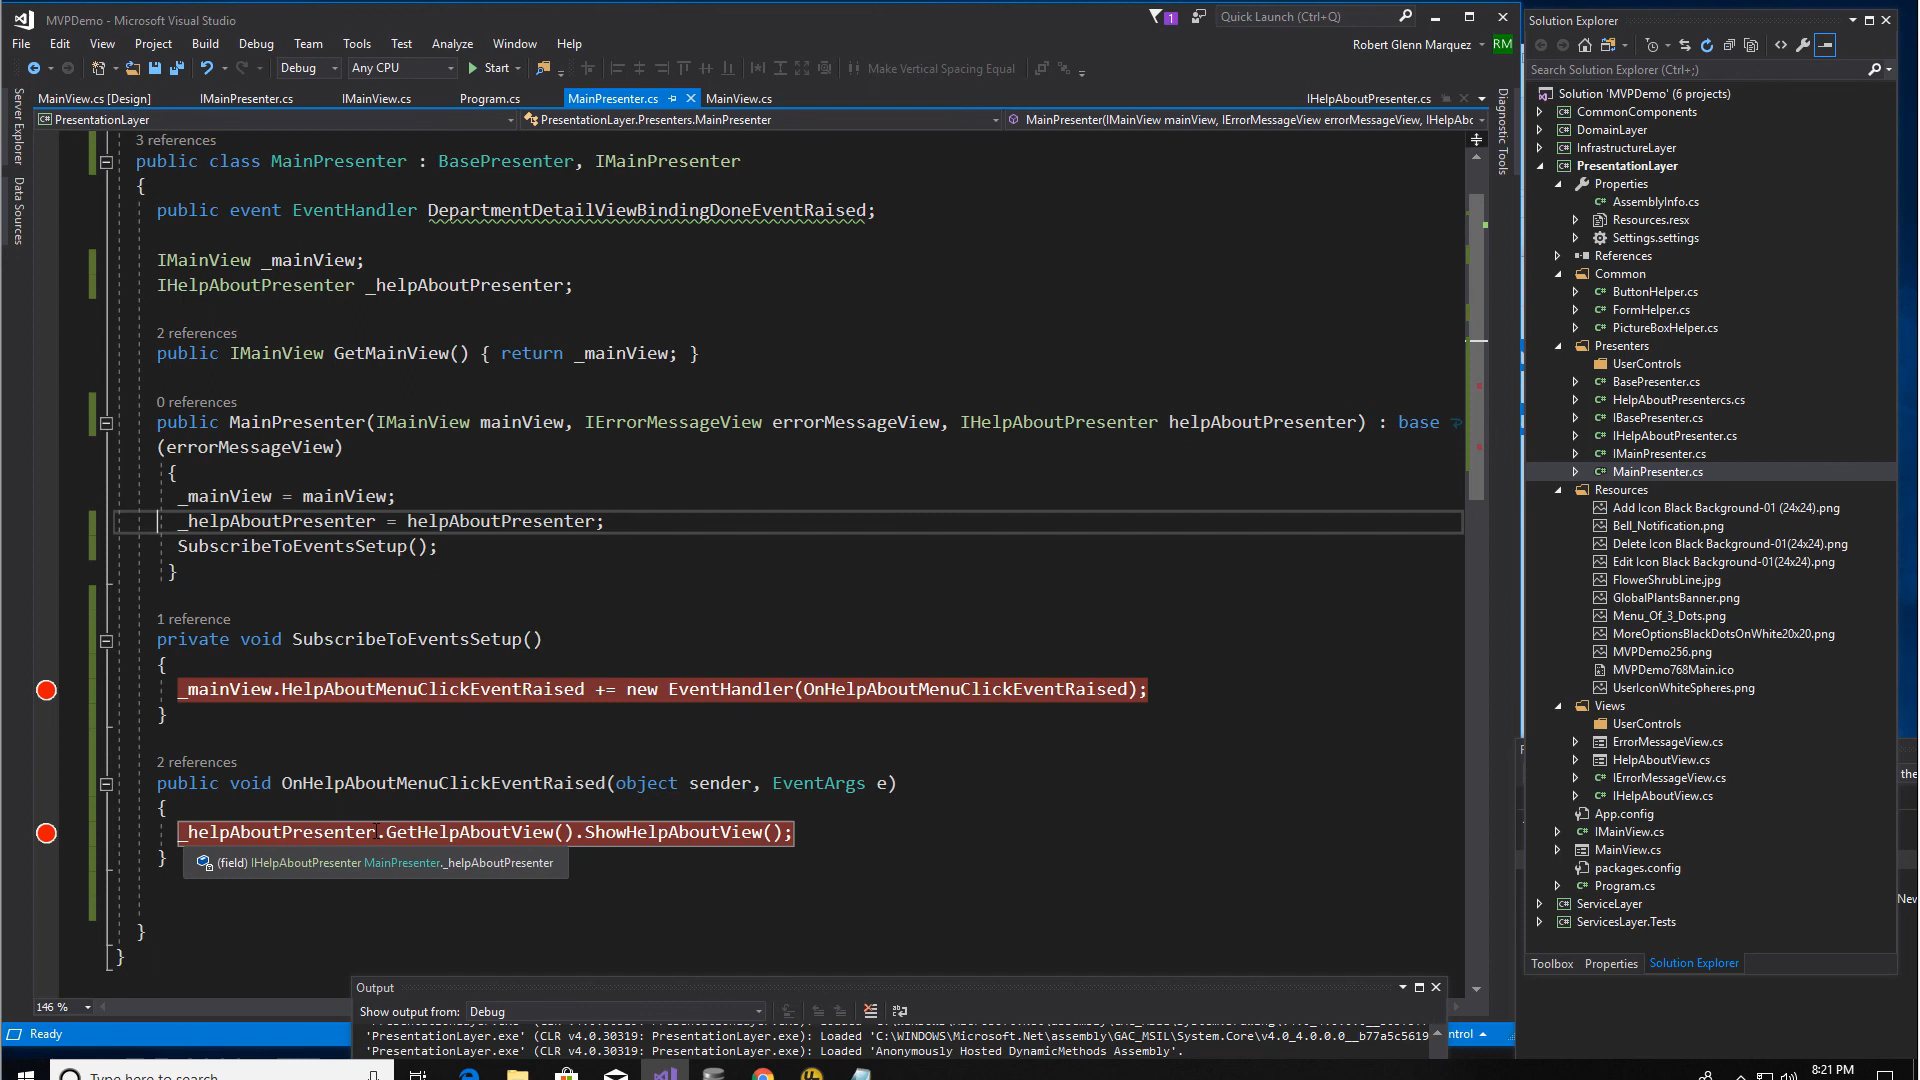 MVPDemo - Microsoft Visual Studio
1
Quick Launch (Ctrl+Q)
File Edit View Project Build Debug Team Tools Test Analyze Window Help
Robert Glenn Marquez RM
Debug Any CPU Start Make Vertical Spacing Equal
MainView.cs [Design] IMainPresenter.cs IMainView.cs Program.cs MainPresenter.cs MainView.cs IHelpAboutPresenter.cs
PresentationLayer PresentationLayer.Presenters.MainPresenter MainPresenter(IMainView mainView, IErrorMessageView errorMessageView, IHelpAbc
Server Explorer
Data Sources
Diagnostic Tools
3 references
public class MainPresenter : BasePresenter, IMainPresenter
{
public event EventHandler DepartmentDetailViewBindingDoneEventRaised;
IMainView _mainView;
IHelpAboutPresenter _helpAboutPresenter;
2 references
public IMainView GetMainView() { return _mainView; }
0 references
public MainPresenter(IMainView mainView, IErrorMessageView errorMessageView, IHelpAboutPresenter helpAboutPresenter) : base
(errorMessageView)
{
_mainView = mainView;
_helpAboutPresenter = helpAboutPresenter;
SubscribeToEventsSetup();
}
1 reference
private void SubscribeToEventsSetup()
{
_mainView.HelpAboutMenuClickEventRaised += new EventHandler(OnHelpAboutMenuClickEventRaised);
}
2 references
public void OnHelpAboutMenuClickEventRaised(object sender, EventArgs e)
{
_helpAboutPresenter.GetHelpAboutView().ShowHelpAboutView();
}
(field) IHelpAboutPresenter MainPresenter._helpAboutPresenter
}
}
146 %
Ready
Output
Show output from: Debug
'PresentationLayer.exe' (CLR v4.0.30319: PresentationLayer.exe): Loaded 'C:\WINDOWS\Microsoft.Net\assembly\GAC_MSIL\System.Core\v4.0_4.0.0.0__b77a5c5619
'PresentationLayer.exe' (CLR v4.0.30319: PresentationLayer.exe): Loaded 'Anonymously Hosted DynamicMethods Assembly'.
Solution Explorer
Search Solution Explorer (Ctrl+;)
Solution 'MVPDemo' (6 projects)
CommonComponents
DomainLayer
InfrastructureLayer
PresentationLayer
Properties
AssemblyInfo.cs
Resources.resx
Settings.settings
References
Common
ButtonHelper.cs
FormHelper.cs
PictureBoxHelper.cs
Presenters
UserControls
BasePresenter.cs
HelpAboutPresentercs.cs
IBasePresenter.cs
IHelpAboutPresenter.cs
IMainPresenter.cs
MainPresenter.cs
Resources
Add Icon Black Background-01 (24x24).png
Bell_Notification.png
Delete Icon Black Background-01(24x24).png
Edit Icon Black Background-01(24x24).png
FlowerShrubLine.jpg
GlobalPlantsBanner.png
Menu_Of_3_Dots.png
MoreOptionsBlackDotsOnWhite20x20.png
MVPDemo256.png
MVPDemo768Main.ico
UserIconWhiteSpheres.png
Views
UserControls
ErrorMessageView.cs
HelpAboutView.cs
IErrorMessageView.cs
IHelpAboutView.cs
App.config
IMainView.cs
MainView.cs
packages.config
Program.cs
ServiceLayer
ServicesLayer.Tests
Toolbox Properties Solution Explorer
the
New
ntrol
Type here to search
8:21 PM